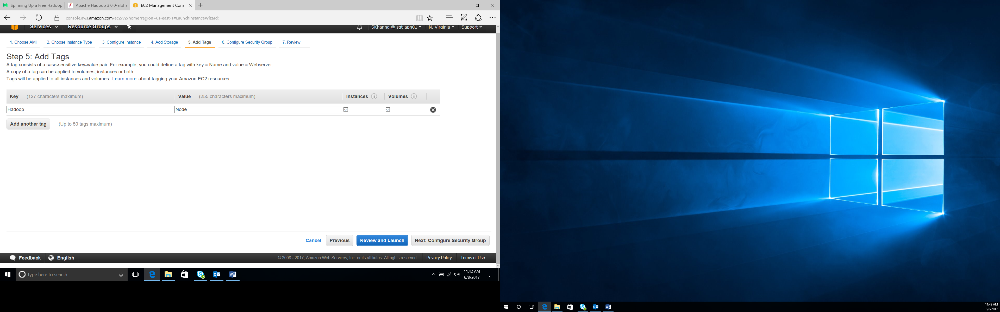 Spinning Up a Free Hadoop
Apache Hadoop 3.0.0-alpha
EC2 Management Cons
console.aws.amazon.com/ec2/v2/home?region=us-east-1#LaunchInstanceWizard:
Services
Resource Groups
SKhanna @ sgt-apn01
N. Virginia
Support
1. Choose AMI
2. Choose Instance Type
3. Configure Instance
4. Add Storage
5. Add Tags
6. Configure Security Group
7. Review
Step 5: Add Tags
A tag consists of a case-sensitive key-value pair. For example, you could define a tag with key = Name and value = Webserver.
A copy of a tag can be applied to volumes, instances or both.
Tags will be applied to all instances and volumes. Learn more about tagging your Amazon EC2 resources.
Key (127 characters maximum)
Value (255 characters maximum)
Instances
Volumes
Hadoop
Node
Add another tag
(Up to 50 tags maximum)
Cancel
Previous
Review and Launch
Next: Configure Security Group
Feedback
English
© 2008 - 2017, Amazon Web Services, Inc. or its affiliates. All rights reserved.
Privacy Policy
Terms of Use
Type here to search
11:42 AM
6/8/2017
11:42 AM
6/8/2017